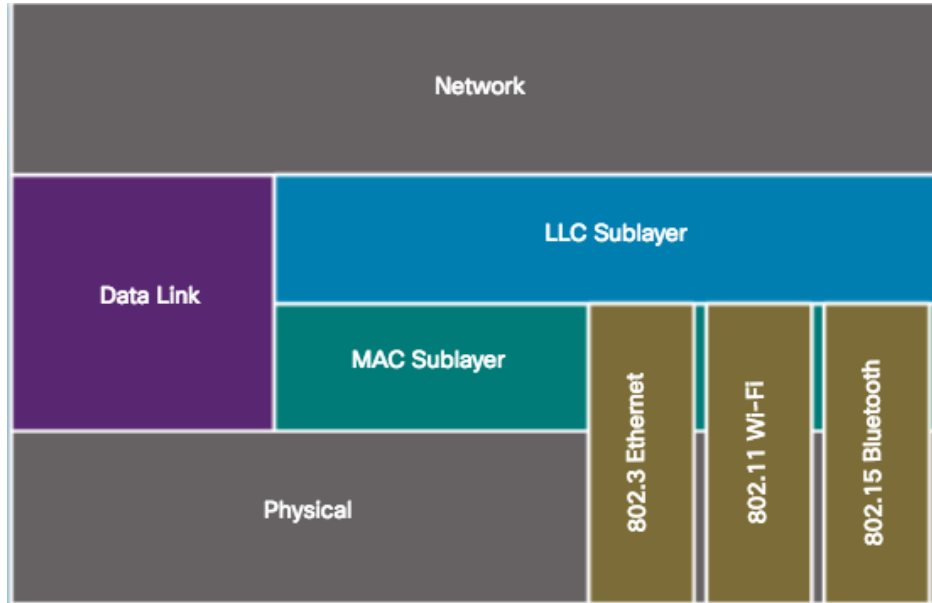 Network
LLC Sublayer
Data Link
MAC Sublayer
802.3 Ethernet
802.11 Wi-Fi
802.15 Bluetooth
Physical